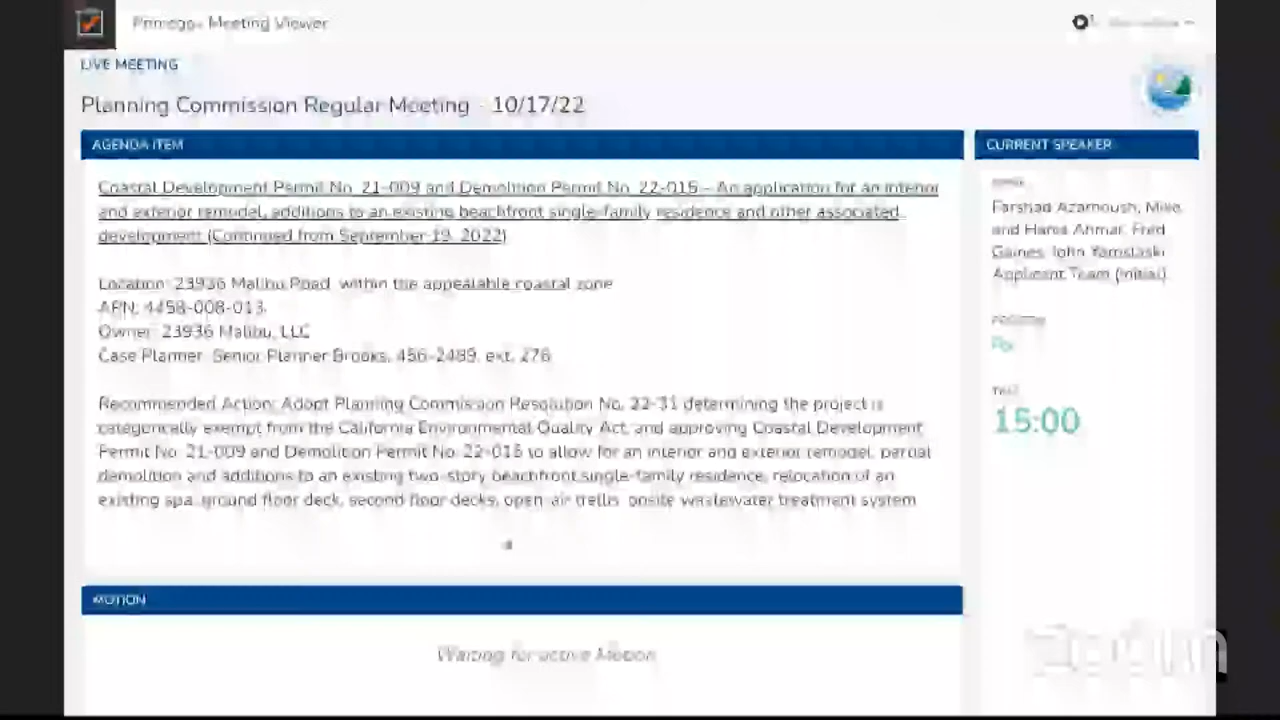 Primegov Meeting Viewer
LIVE MEETING
Planning Commission Regular Meeting - 10/17/22
AGENDA ITEM
CURRENT SPEAKER
Coastal Development Permit No. 21-009 and Demolition Permit No. 22-015 - An application for an interior
and exterior remodel, additions to an existing beachfront single-family residence and other associated
development (Continued from September 19, 2022)
Location: 23936 Malibu Road, within the appealable coastal zone
APN: 4458-008-013
Owner: 23936 Malibu, LLC
Case Planner: Senior Planner Brooks, 456-2489, ext. 276
Recommended Action: Adopt Planning Commission Resolution No. 22-31 determining the project is
categorically exempt from the California Environmental Quality Act, and approving Coastal Development
Permit No. 21-009 and Demolition Permit No. 22-015 to allow for an interior and exterior remodel, partial
demolition and additions to an existing two-story beachfront single-family residence, relocation of an
existing spa, ground floor deck, second floor decks, open-air trellis, onsite wastewater treatment system
Farshad Azarnoush, Mike
and Hania Ahmar, Fred
Gaines, John
Applicant Team (Initial)
POSITION
For
15:00
MOTION
Waiting for active Motion
zoom